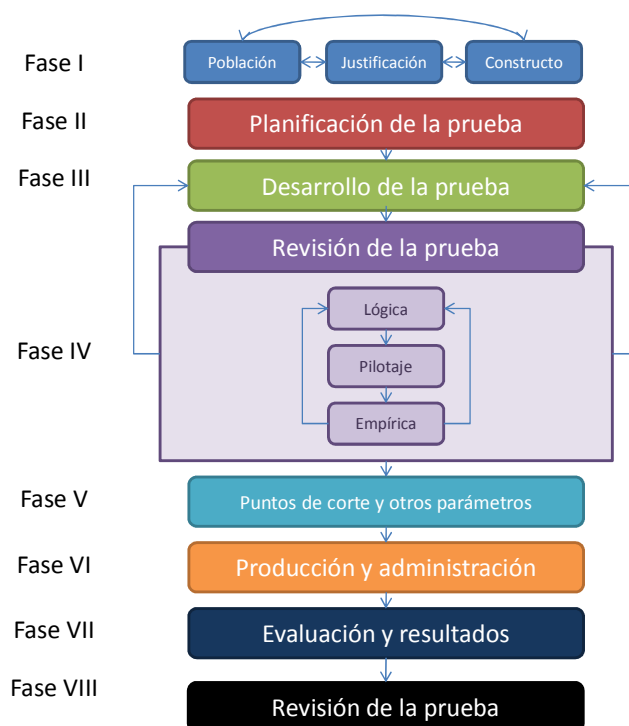 Fase I
Población
Justificación
Constructo
Fase II
Planificación de la prueba
Fase III
Desarrollo de la prueba
Revisión de la prueba
Lógica
Fase IV
Pilotaje
Empírica
Fase V
Puntos de corte y otros parámetros
Fase VI
Producción y administración
Fase VII
Evaluación y resultados
Fase VIII
Revisión de la prueba